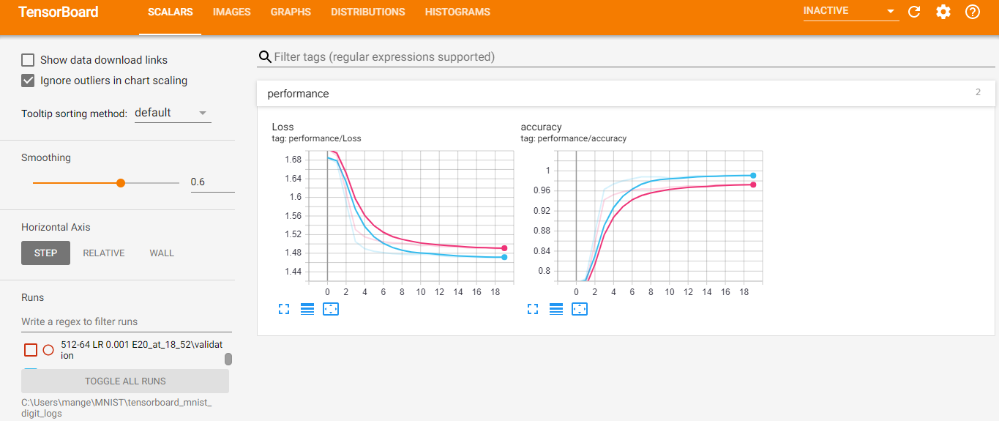 TensorBoard
SCALARS IMAGES GRAPHS DISTRIBUTIONS HISTOGRAMS
INACTIVE
Show data download links
Ignore outliers in chart scaling
Tooltip sorting method: default
Smoothing
0.6
Horizontal Axis
STEP RELATIVE WALL
Runs
Write a regex to filter runs
512-64 LR 0.001 E20_at_18_52\validat
ion
TOGGLE ALL RUNS
C:\Users\mange\MNIST\tensorboard_mnist_
digit_logs
Filter tags (regular expressions supported)
performance 2
Loss
tag: performance/Loss
1.68
1.64
1.6
1.56
1.52
1.48
1.44
0 2 4 6 8 10 12 14 16 18
accuracy
tag: performance/accuracy
1
0.96
0.92
0.88
0.84
0.8
0 2 4 6 8 10 12 14 16 18